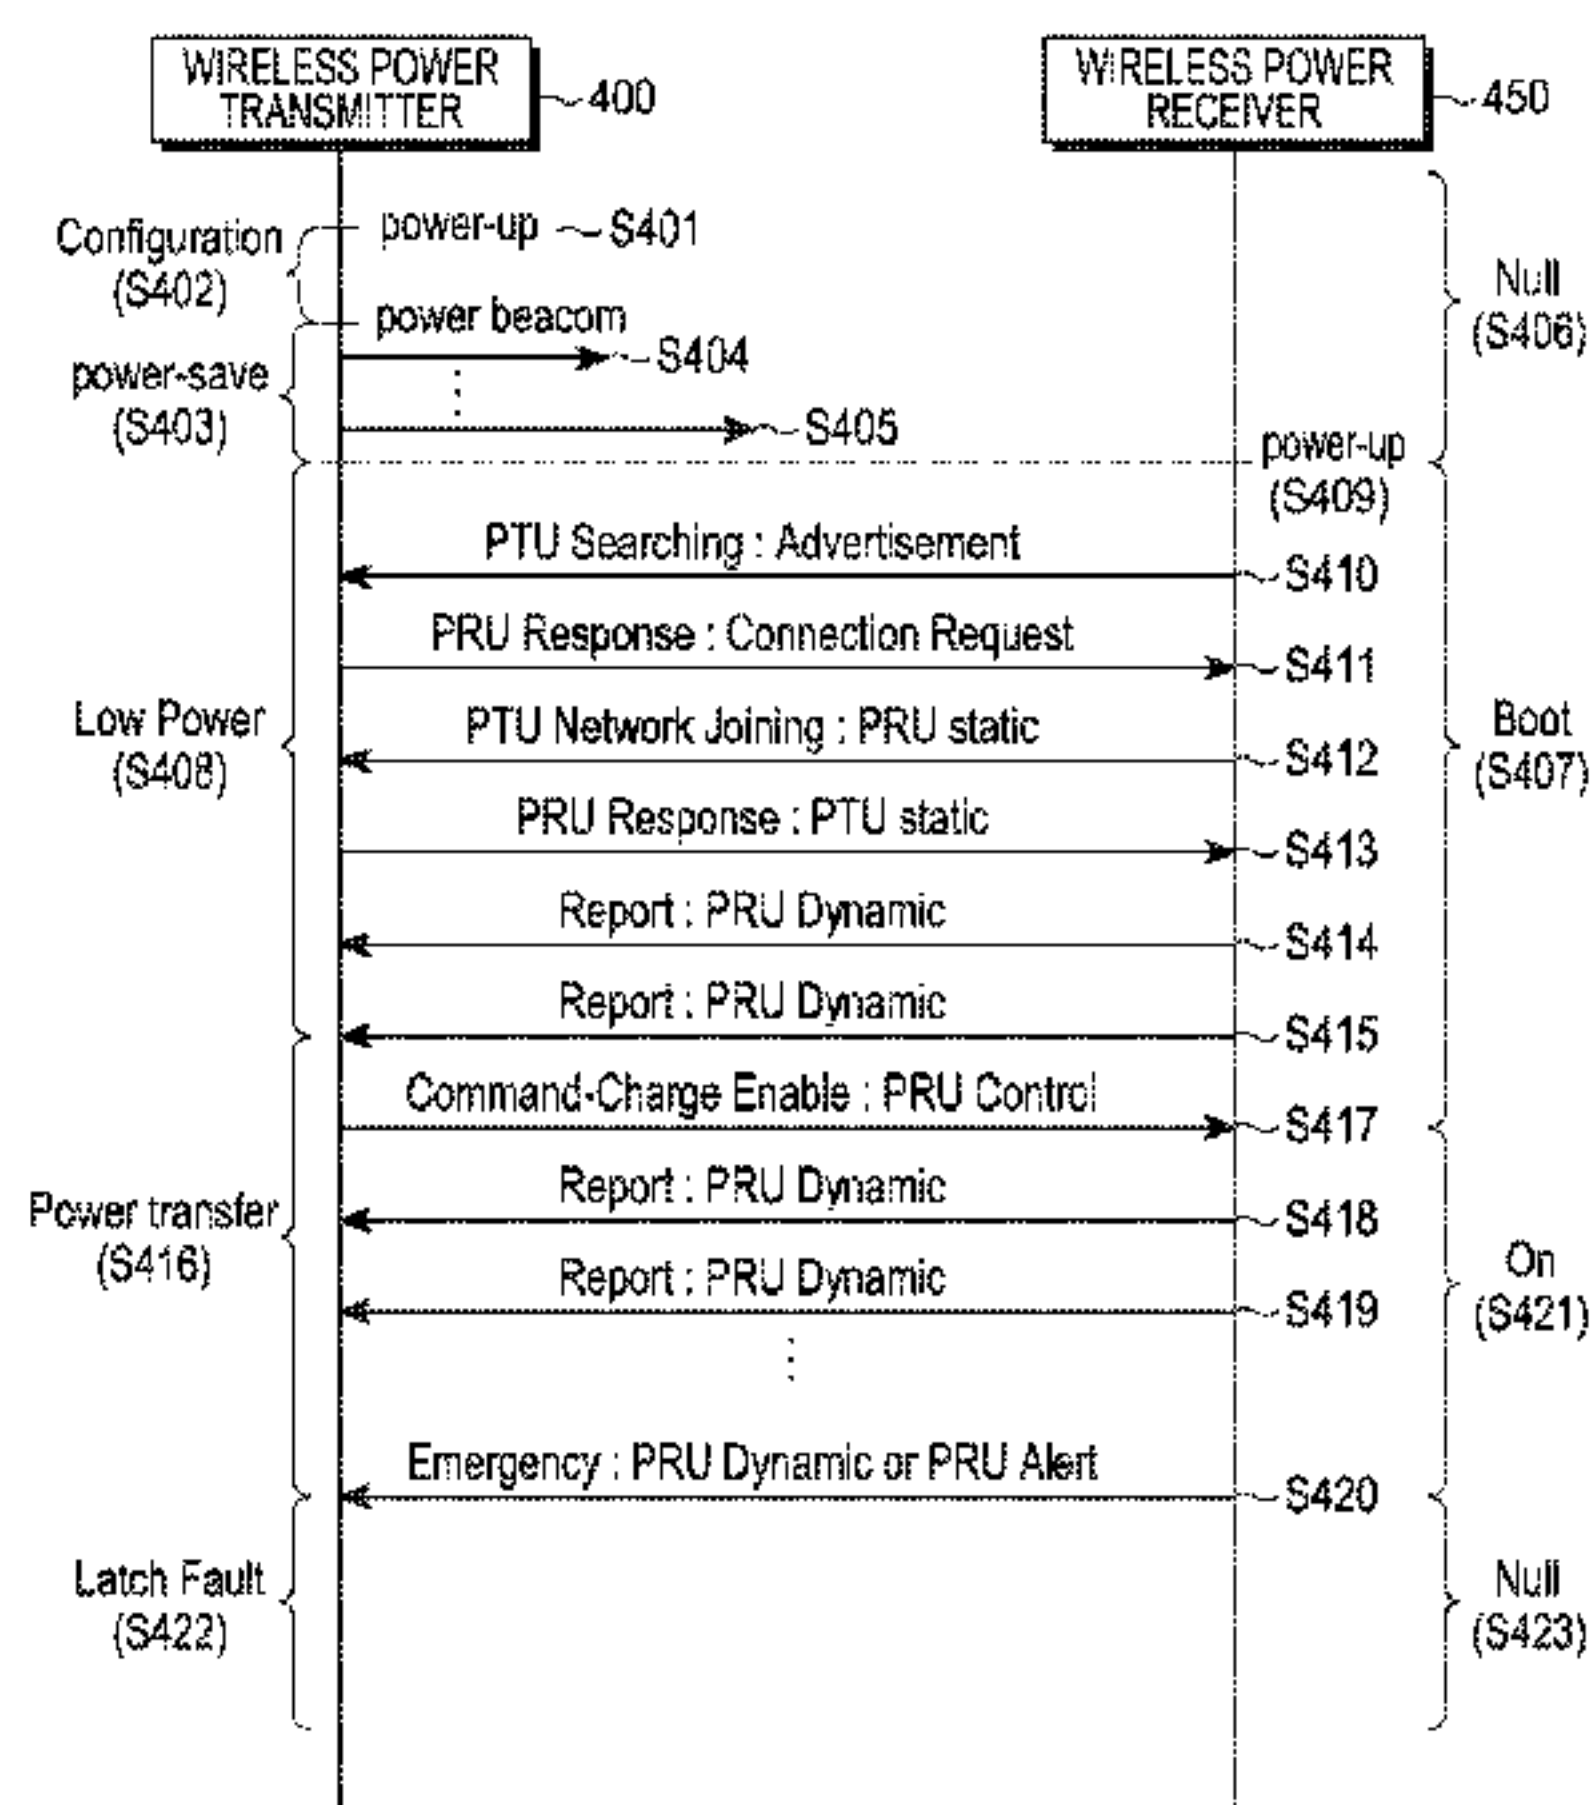 WIRELESS POWER
TRANSMITTER
400
WIRELESS POWER
RECEIVER
450
Configuration
(S402)
power-up
S401
Null
(S406)
power beacom
S404
power-save
(S403)
S405
power-up
(S409)
PTU Searching : Advertisement
S410
PRU Response : Connection Request
S411
Low Power
(S408)
PTU Network Joining : PRU static
S412
Boot
(S407)
PRU Response : PTU static
S413
Report : PRU Dynamic
S414
Report : PRU Dynamic
S415
Command-Charge Enable : PRU Control
S417
Power transfer
(S416)
Report : PRU Dynamic
S418
Report : PRU Dynamic
S419
On
(S421)
Emergency : PRU Dynamic or PRU Alert
S420
Latch Fault
(S422)
Null
(S423)